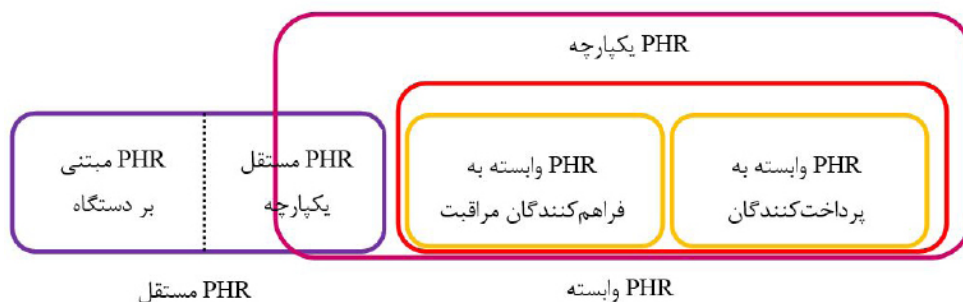 PHR یکپارچه
PHR وابسته به
پرداخت‌کنندگان
PHR وابسته به
فراهم‌کنندگان مراقبت
PHR مستقل
یکپارچه
PHR مبتنی
بر دستگاه
PHR وابسته
PHR مستقل